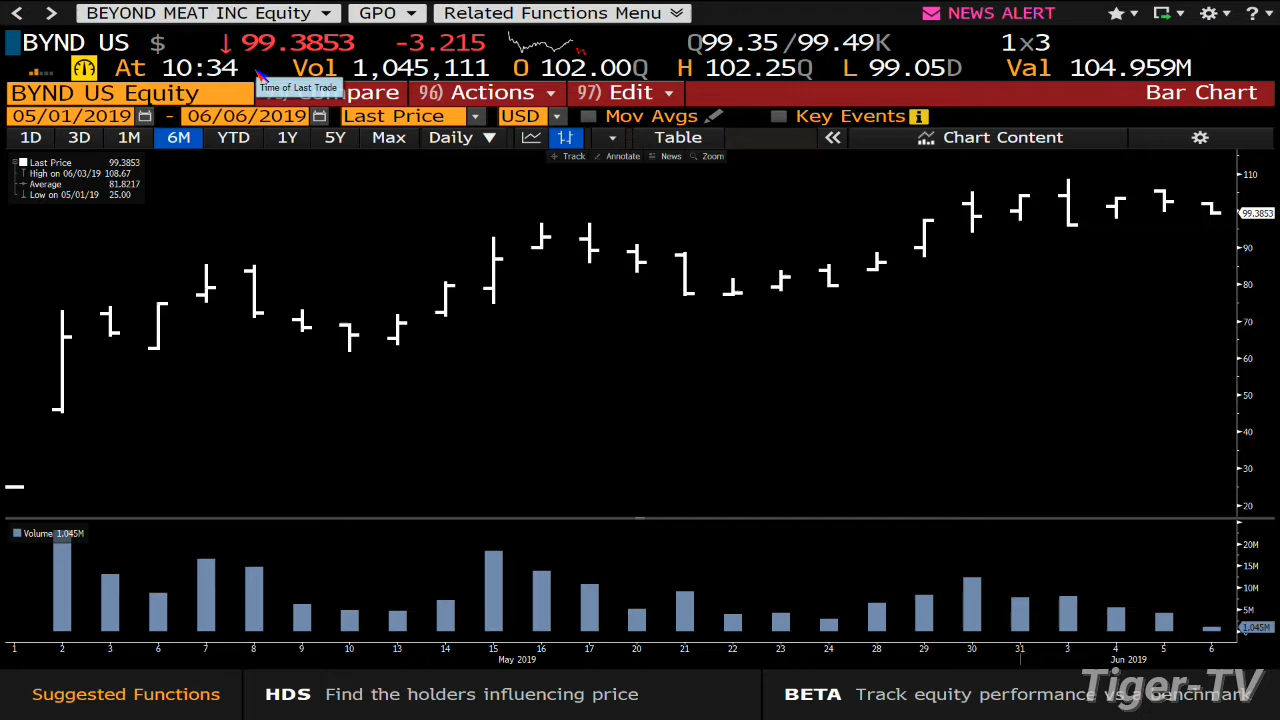 BEYOND MEAT INC Equity GPO Related Functions Menu NEWS ALERT ?
BYND US $ ↓99.3853 -3.215 Q99.35/99.49K 1x3
At 10:34 Vol 1,045,111 O 102.00Q H 102.25Q L 99.05D Val 104.959M
Time of Last Trade
BYND US Equity mpare 96) Actions 97) Edit Bar Chart
05/01/2019 - 06/06/2019 Last Price USD Mov Avgs Key Events i
1D 3D 1M 6M YTD 1Y 5Y Max Daily ▼ Table « Chart Content
Track Annotate News Zoom
Last Price 99.3853
High on 06/03/19 108.67
Average 81.8217
Low on 05/01/19 25.00
110
99.3853
90
80
70
60
50
40
30
20
Volume 1.045M
20M
15M
10M
5M
0
1.045M
1 2 3 6 7 8 9 10 13 14 15 16 17 20 21 22 23 24 28 29 30 31 3 4 5 6
May 2019 Jun 2019
Suggested Functions HDS Find the holders influencing price BETA Track equity performance vs a benchmark
Tiger-TV